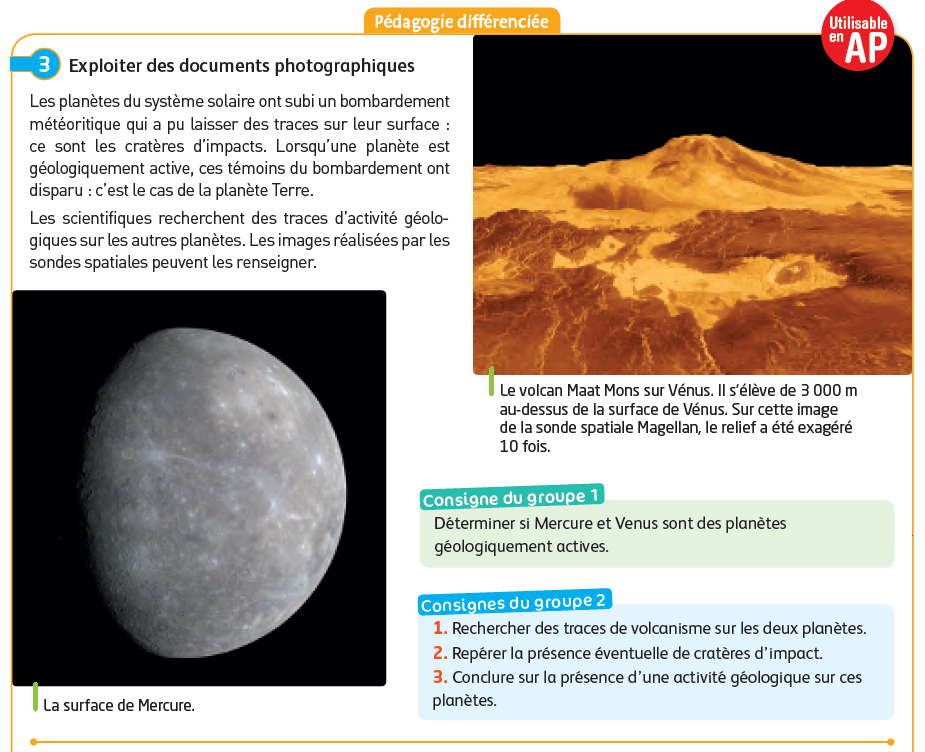 Pédagogie différenciée
Utilisable
en AP
3 Exploiter des documents photographiques
Les planètes du système solaire ont subi un bombardement
météoritique qui a pu laisser des traces sur leur surface :
ce sont les cratères d'impacts. Lorsqu'une planète est
géologiquement active, ces témoins du bombardement ont
disparu : c'est le cas de la planète Terre.
Les scientifiques recherchent des traces d'activité géolo-
giques sur les autres planètes. Les images réalisées par les
sondes spatiales peuvent les renseigner.
Le volcan Maat Mons sur Vénus. Il s'élève de 3 000 m
au-dessus de la surface de Vénus. Sur cette image
de la sonde spatiale Magellan, le relief a été exagéré
10 fois.
La surface de Mercure.
Consigne du groupe 1
Déterminer si Mercure et Venus sont des planètes
géologiquement actives.
Consignes du groupe 2
1. Rechercher des traces de volcanisme sur les deux planètes.
2. Repérer la présence éventuelle de cratères d'impact.
3. Conclure sur la présence d'une activité géologique sur ces
planètes.